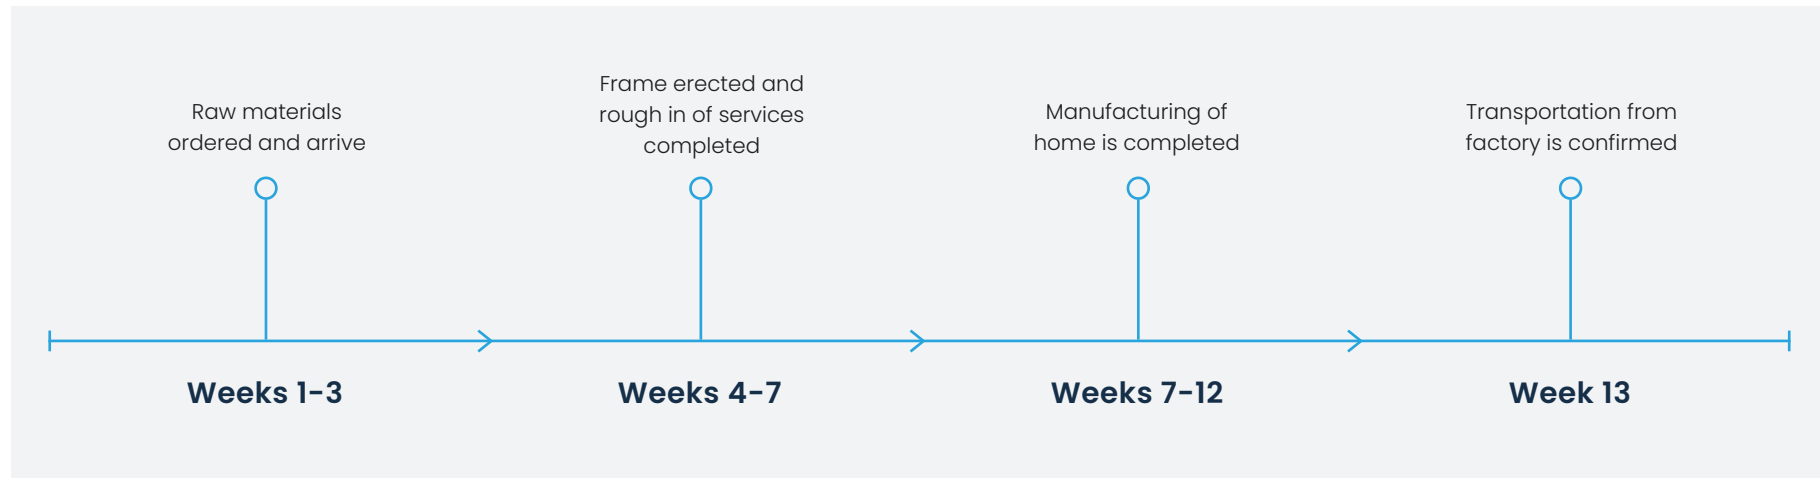 Raw materials
ordered and arrive
Frame erected and
rough in of services
completed
Manufacturing of
home is completed
Transportation from
factory is confirmed
Weeks 1-3
Weeks 4-7
Weeks 7-12
Week 13